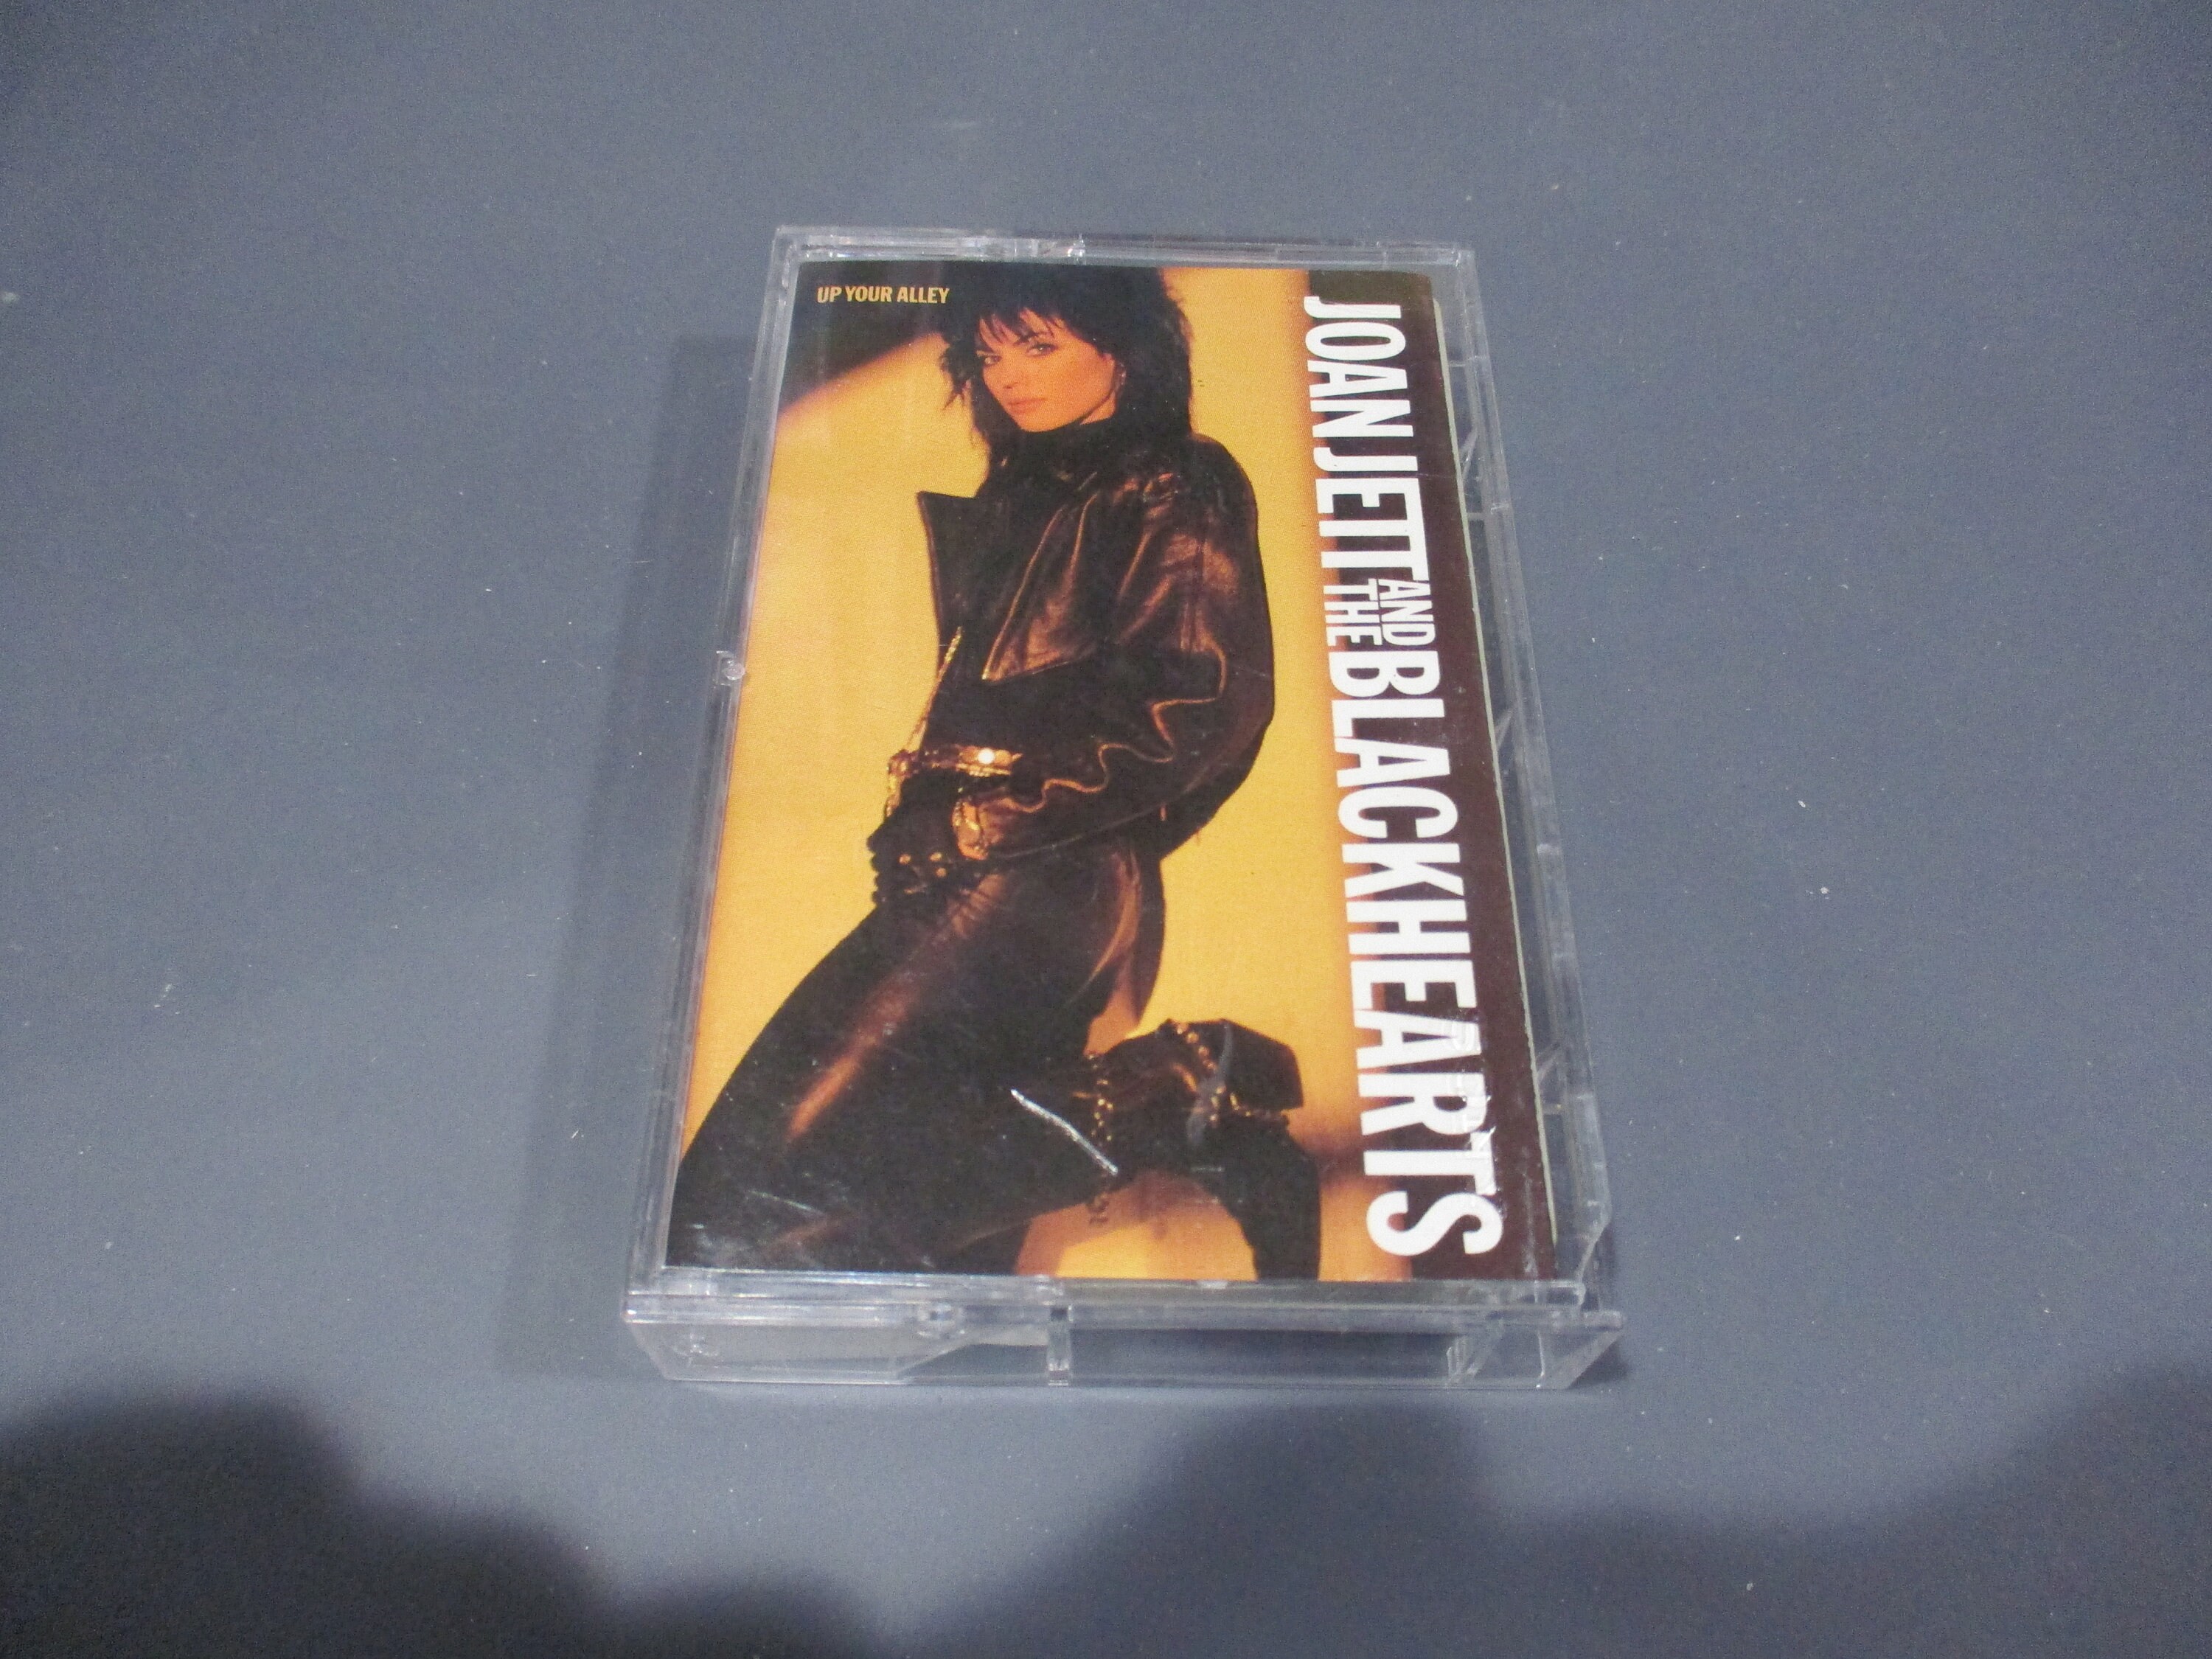 UP YOUR ALLEY
JOAN JETT AND THE BLACKHEARTS